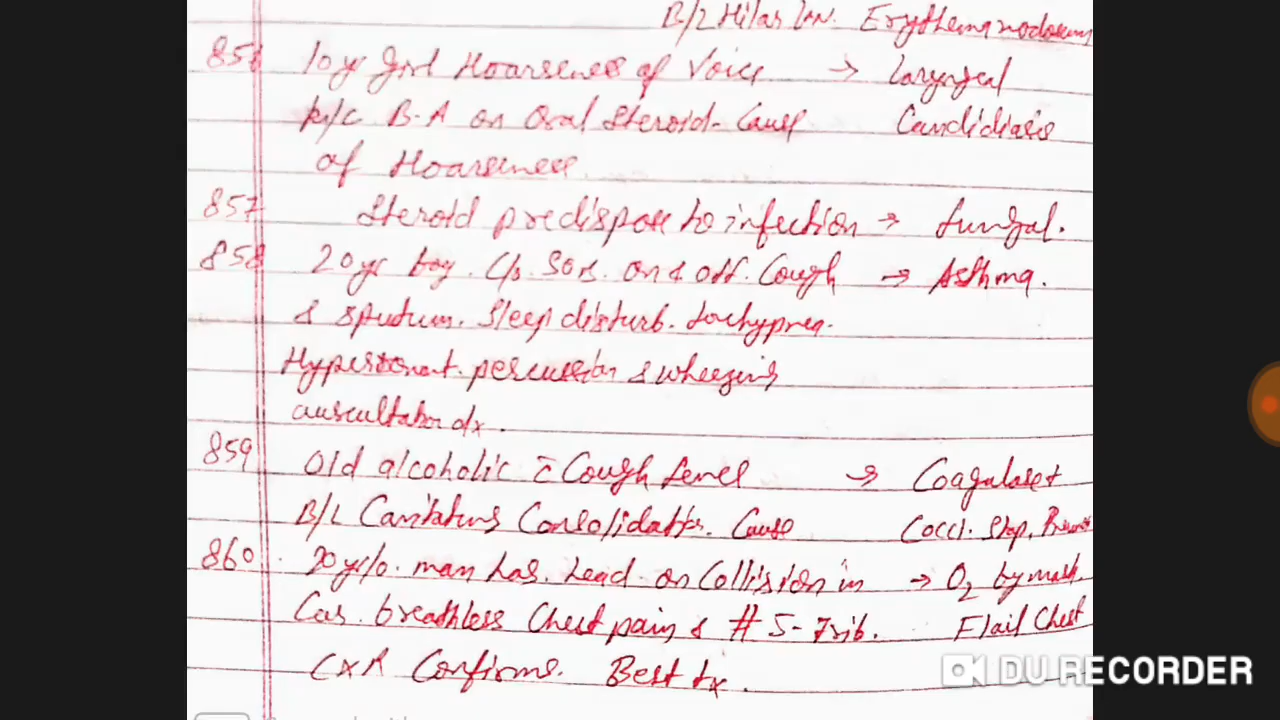 B/L Hilar LN. Erythema nodosum
10 yr girl Hoarseness of Voice → Laryngeal
k/c B-A on Oral Steroid - Cause Candidiasis
of Hoarseness.
857 Steroid predispose to infection → fungal.
858 20 yr boy. C/o SOB. on & off. Cough → Asthma.
& sputum. Sleep disturb. tachypnea.
Hyperresonant. percussion & wheezing
auscultation dx.
859 Old alcoholic c̄ Cough fever → Coagulase+
B/L Cavitating Consolidation. Cause Cocci. Stap.
860. 20 yr/o. man has. head - on Collision in → O2 by mask.
Car. breathless Chest pain & # 5-7 rib. Flail Chest
CXR Confirms. Best tx.
DU RECORDER